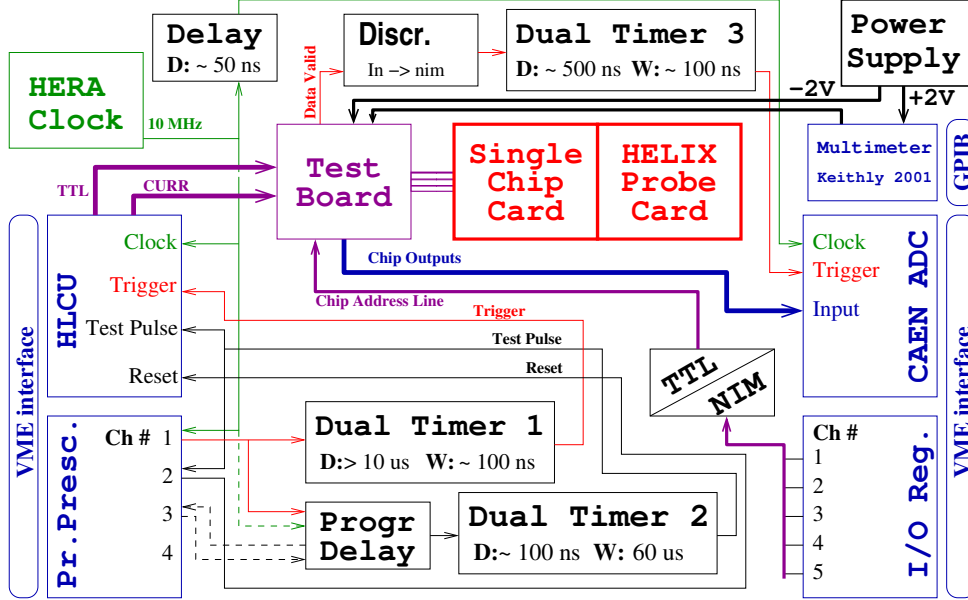 Delay
D: ~ 50 ns
HERA
Clock
10 MHz
Data Valid
Discr.
In -> nim
Dual Timer 3
D: ~ 500 ns W: ~ 100 ns
Power
Supply
-2V
+2V
Multimeter
Keithly 2001
GPIB
Test
Board
Single
Chip
Card
HELIX
Probe
Card
TTL
CURR
VME interface
HLCU
Clock
Trigger
Test Pulse
Reset
Chip Outputs
Chip Address Line
Trigger
Test Pulse
Reset
TTL
NIM
Clock
Trigger
Input
CAEN ADC
VME interface
Pr.Presc.
Ch # 1
2
3
4
Dual Timer 1
D:> 10 us W: ~ 100 ns
Progr
Delay
Dual Timer 2
D:~ 100 ns W: 60 us
Ch #
1
2
3
4
5
I/O Reg.